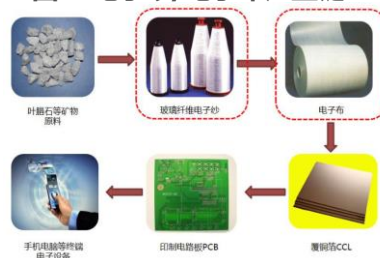 叶腊石等矿物
原料
玻璃纤维电子纱
电子布
手机电脑等终端
电子设备
印制电路板PCB
覆铜箔CCL